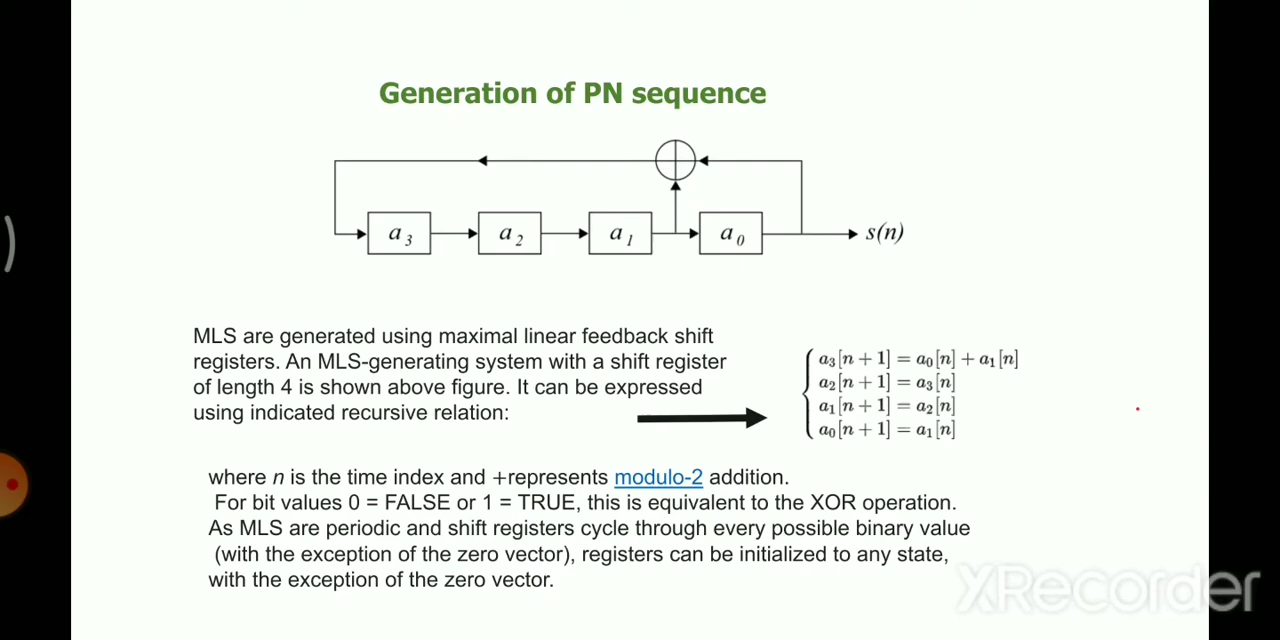 Generation of PN sequence
a3 a2 a1 a0 s(n)
MLS are generated using maximal linear feedback shift
registers. An MLS-generating system with a shift register
of length 4 is shown above figure. It can be expressed
using indicated recursive relation:
a3[n + 1] = a0[n] + a1[n]
a2[n + 1] = a3[n]
a1[n + 1] = a2[n]
a0[n + 1] = a1[n]
where n is the time index and +represents modulo-2 addition.
For bit values 0 = FALSE or 1 = TRUE, this is equivalent to the XOR operation.
As MLS are periodic and shift registers cycle through every possible binary value
(with the exception of the zero vector), registers can be initialized to any state,
with the exception of the zero vector.
XRecorder